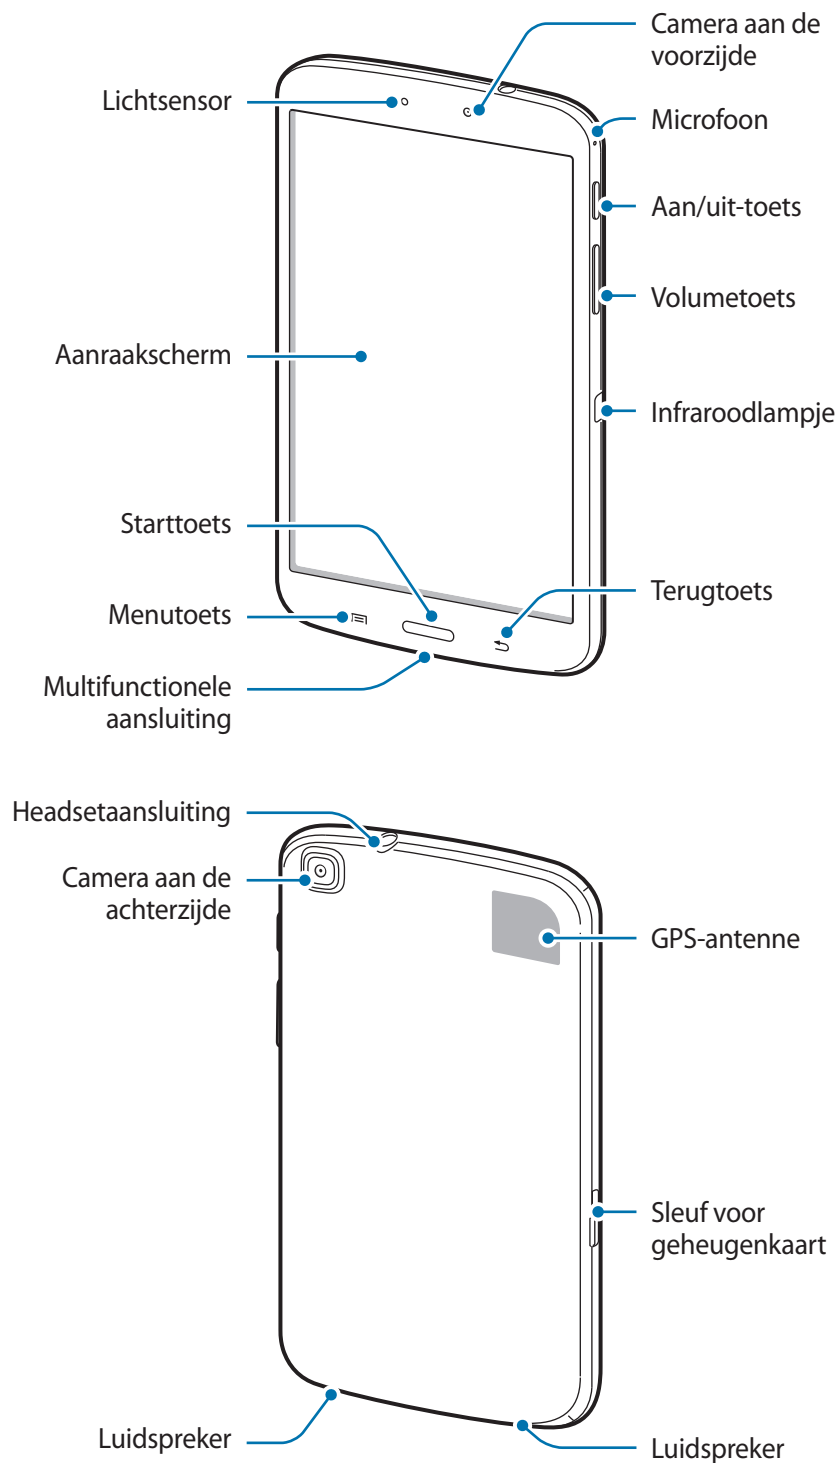 Camera aan de
voorzijde
Lichtsensor
Microfoon
Aan/uit-toets
Volumetoets
Aanraakscherm
Infraroodlampje
Starttoets
Terugtoets
Menutoets
Multifunctionele
aansluiting
Headsetaansluiting
Camera aan de
achterzijde
GPS-antenne
Sleuf voor
geheugenkaart
Luidspreker
Luidspreker